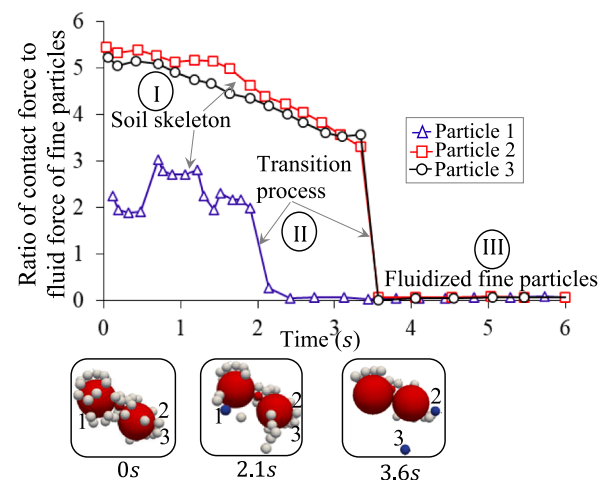 Ratio of contact force to
fluid force of fine particles
6
5
4
3
2
1
0
I
Soil skeleton
Transition
process
II
III
Fluidized fine particles
Particle 1
Particle 2
Particle 3
0 1 2 3 4 5 6
Time (s)
1 2 3
0s
1 2 3
2.1s
2 3
3.6s